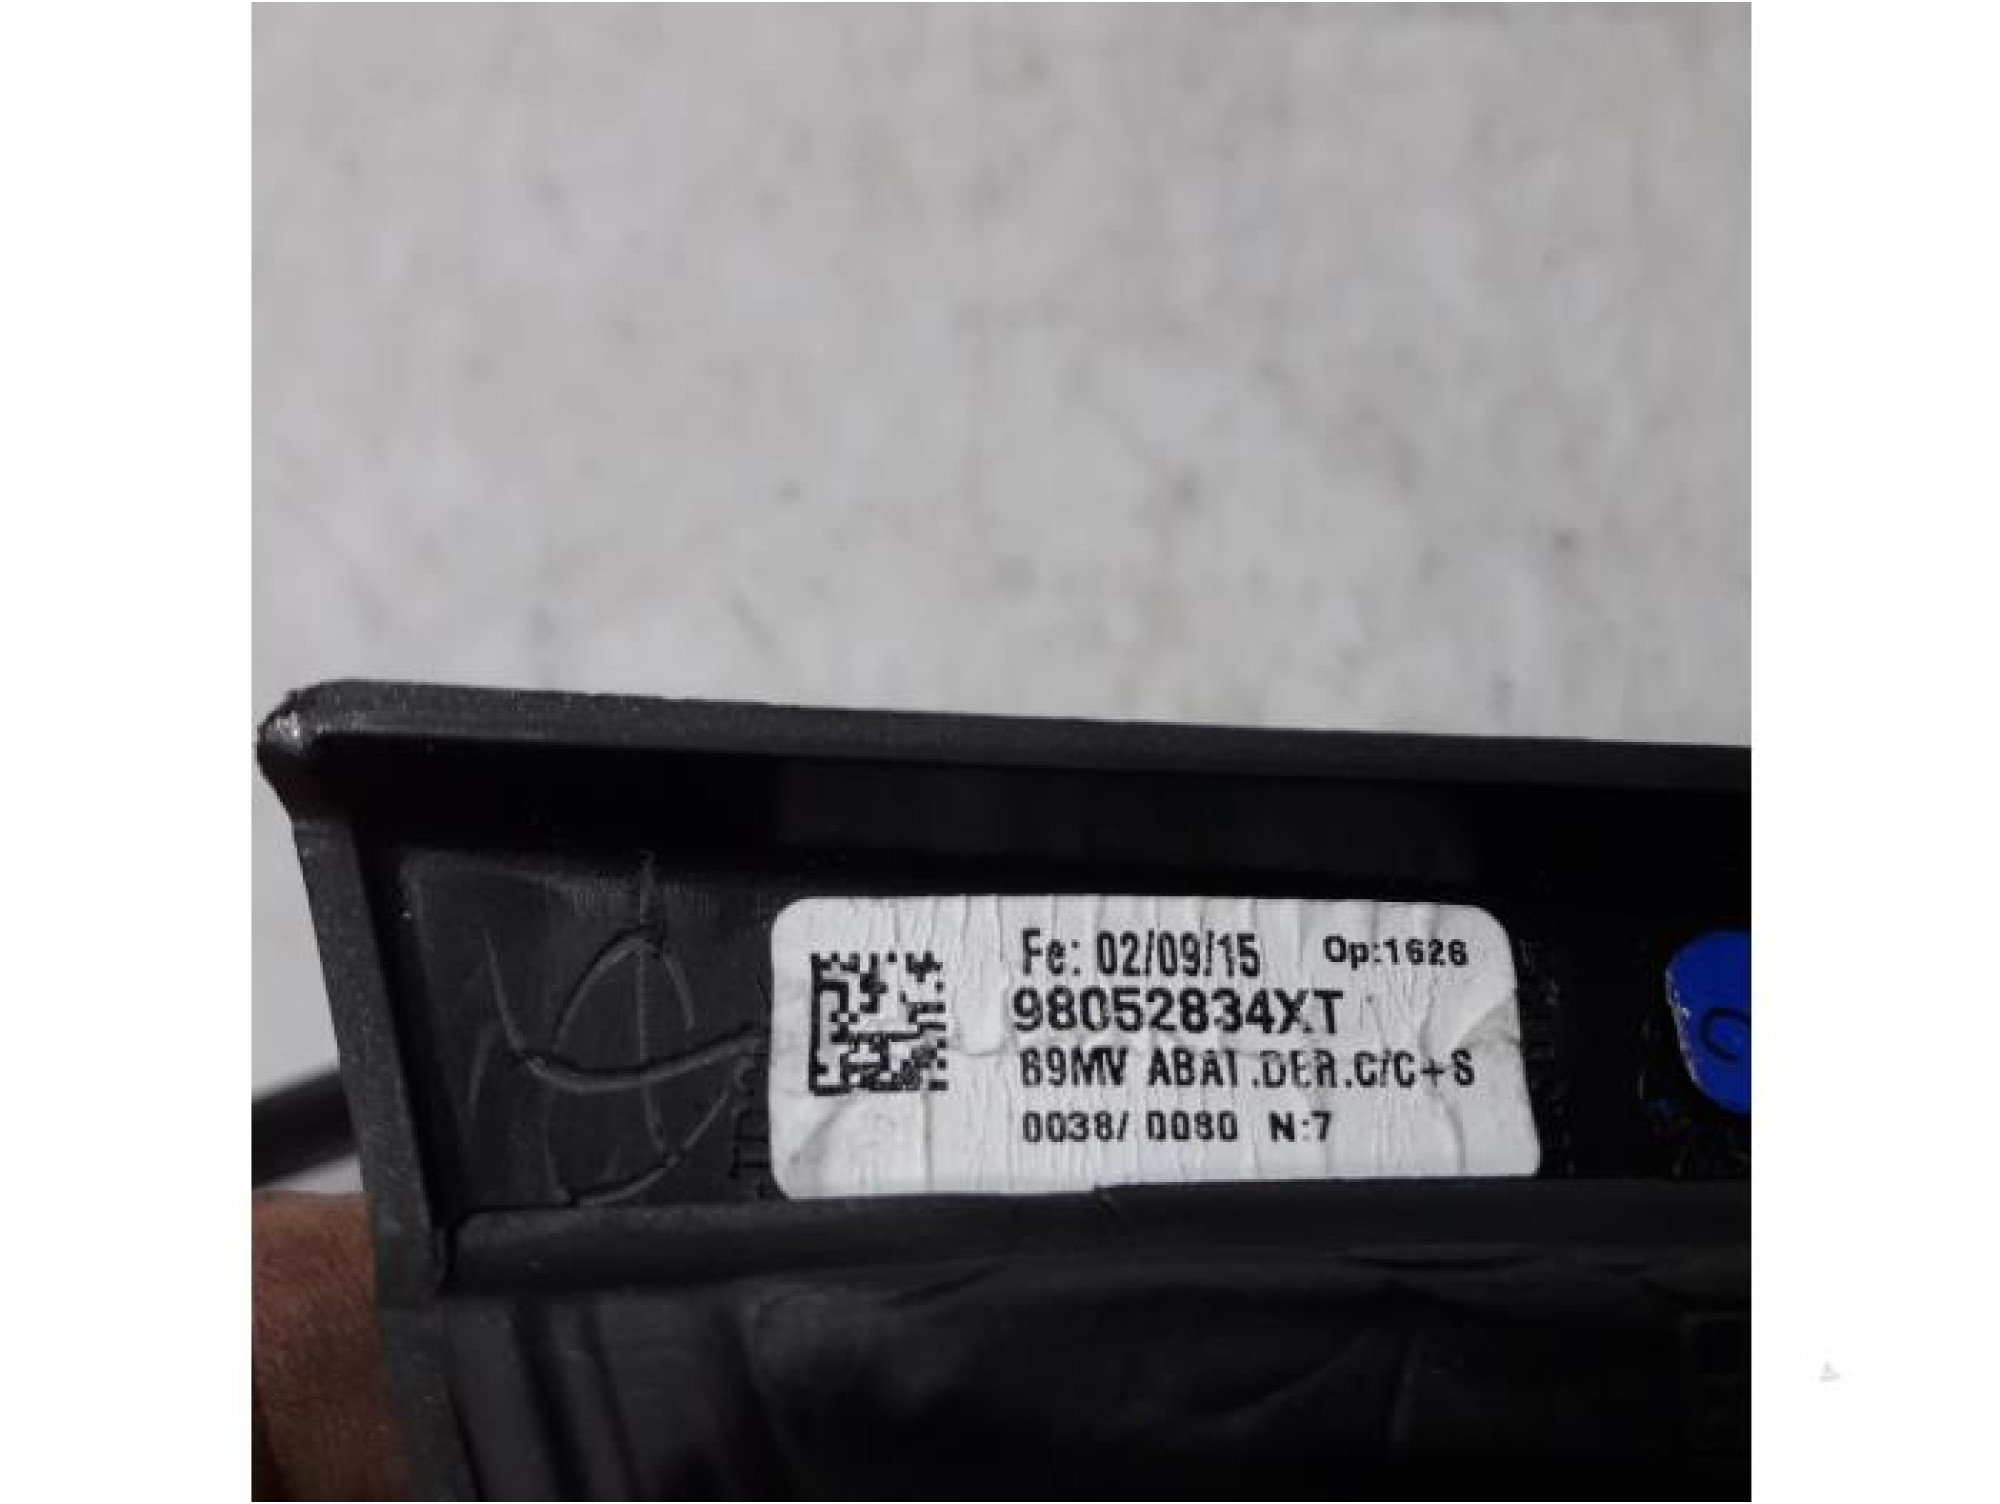 Fe: 02/09/15 Op:1626
98052834XT
B9MV ABAT.DER.C/C+S
0038/ 0080 N:7